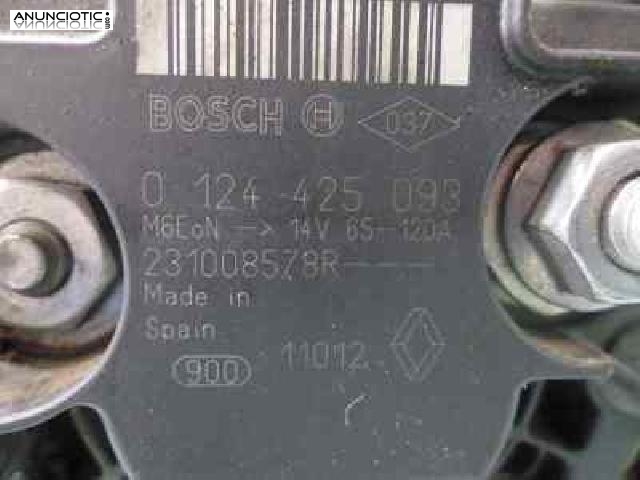 ANUNCIOTIC
BOSCH 037
0 124 425 093
M6EoN -> 14V 65-120A
231008578R
Made in
Spain
900 11012